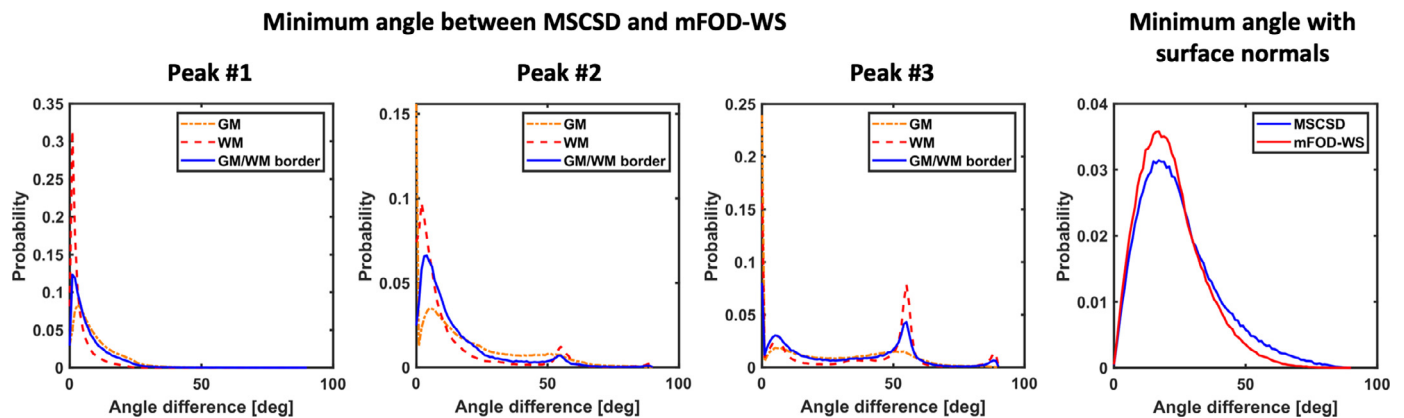 Minimum angle between MSCSD and mFOD-WS
Minimum angle with
surface normals
Peak #1
Peak #2
Peak #3
0.35
0.3
0.25
0.2
0.15
0.1
0.05
0
0
50
100
Probability
Angle difference [deg]
GM
WM
GM/WM border
0.15
0.1
0.05
0
0
50
100
Probability
Angle difference [deg]
GM
WM
GM/WM border
0.25
0.2
0.15
0.1
0.05
0
0
50
100
Probability
Angle difference [deg]
GM
WM
GM/WM border
0.04
0.03
0.02
0.01
0
0
50
100
Probability
Angle difference [deg]
MSCSD
mFOD-WS